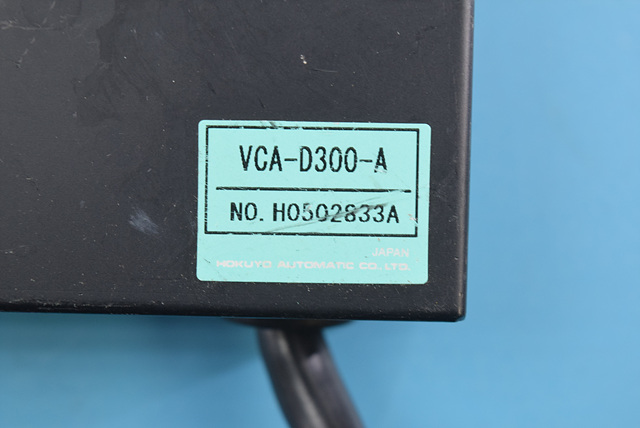 VCA-D300-A
NO. H0502833A
JAPAN
HOKUYO AUTOMATIC CO. LTD.